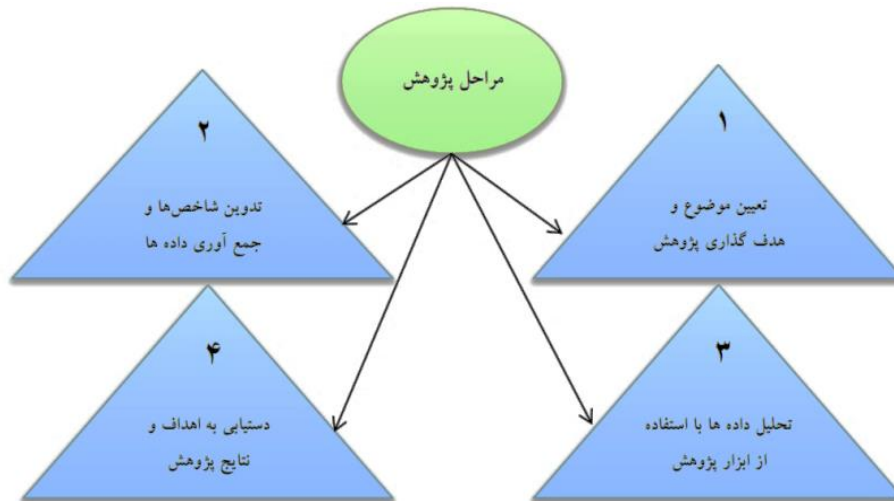 مراحل پژوهش
۱
تعیین موضوع و
هدف گذاری پژوهش
۲
تدوین شاخص‌ها و
جمع آوری داده ها
۳
تحلیل داده ها با استفاده
از ابزار پژوهش
۴
دستیابی به اهداف و
نتایج پژوهش